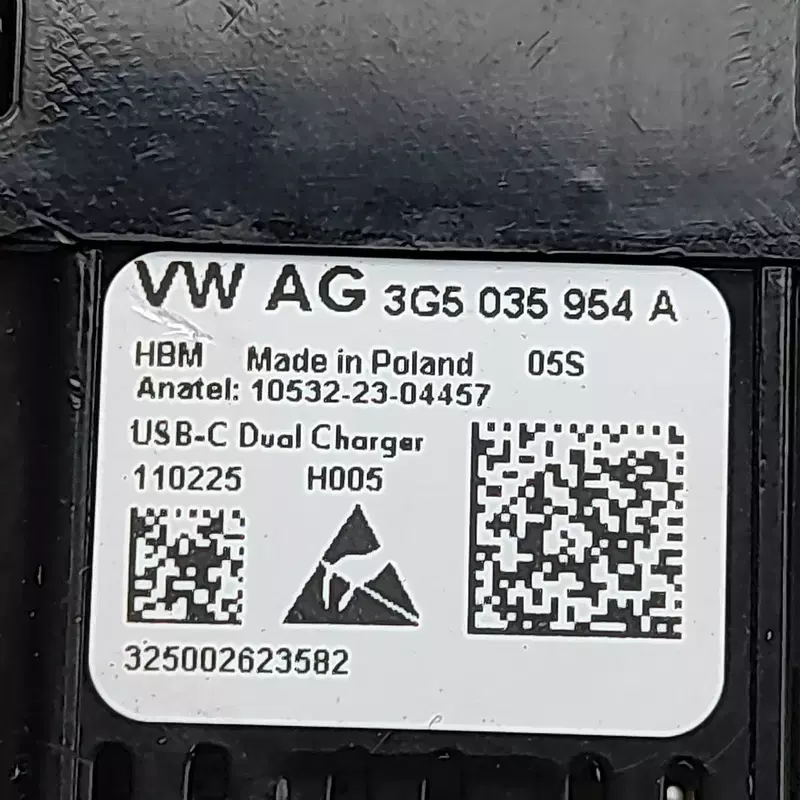 VW AG 3G5 035 954 A
HBM Made in Poland 05S
Anatel: 10532-23-04457
USB-C Dual Charger
110225 H005
325002623582